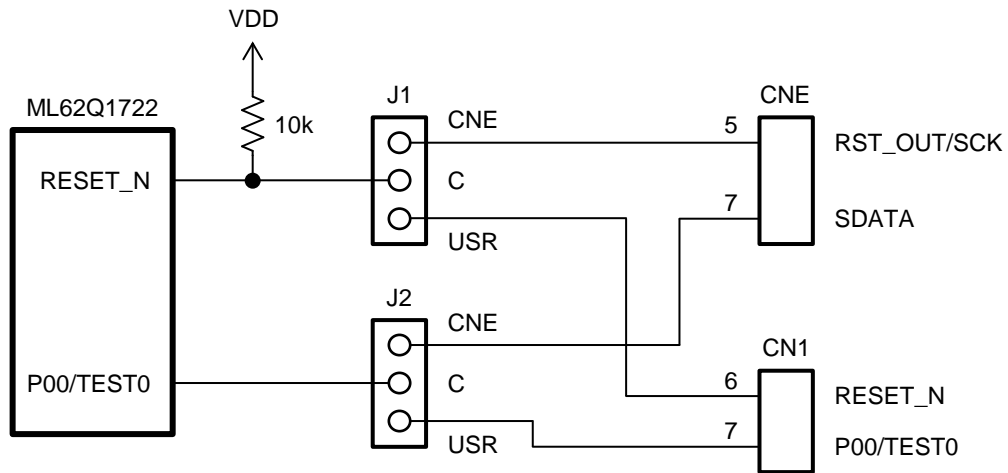 VDD
ML62Q1722
10k
J1
CNE
CNE
5
RST_OUT/SCK
RESET_N
C
7
SDATA
USR
J2
CNE
CN1
P00/TEST0
C
6
RESET_N
USR
7
P00/TEST0